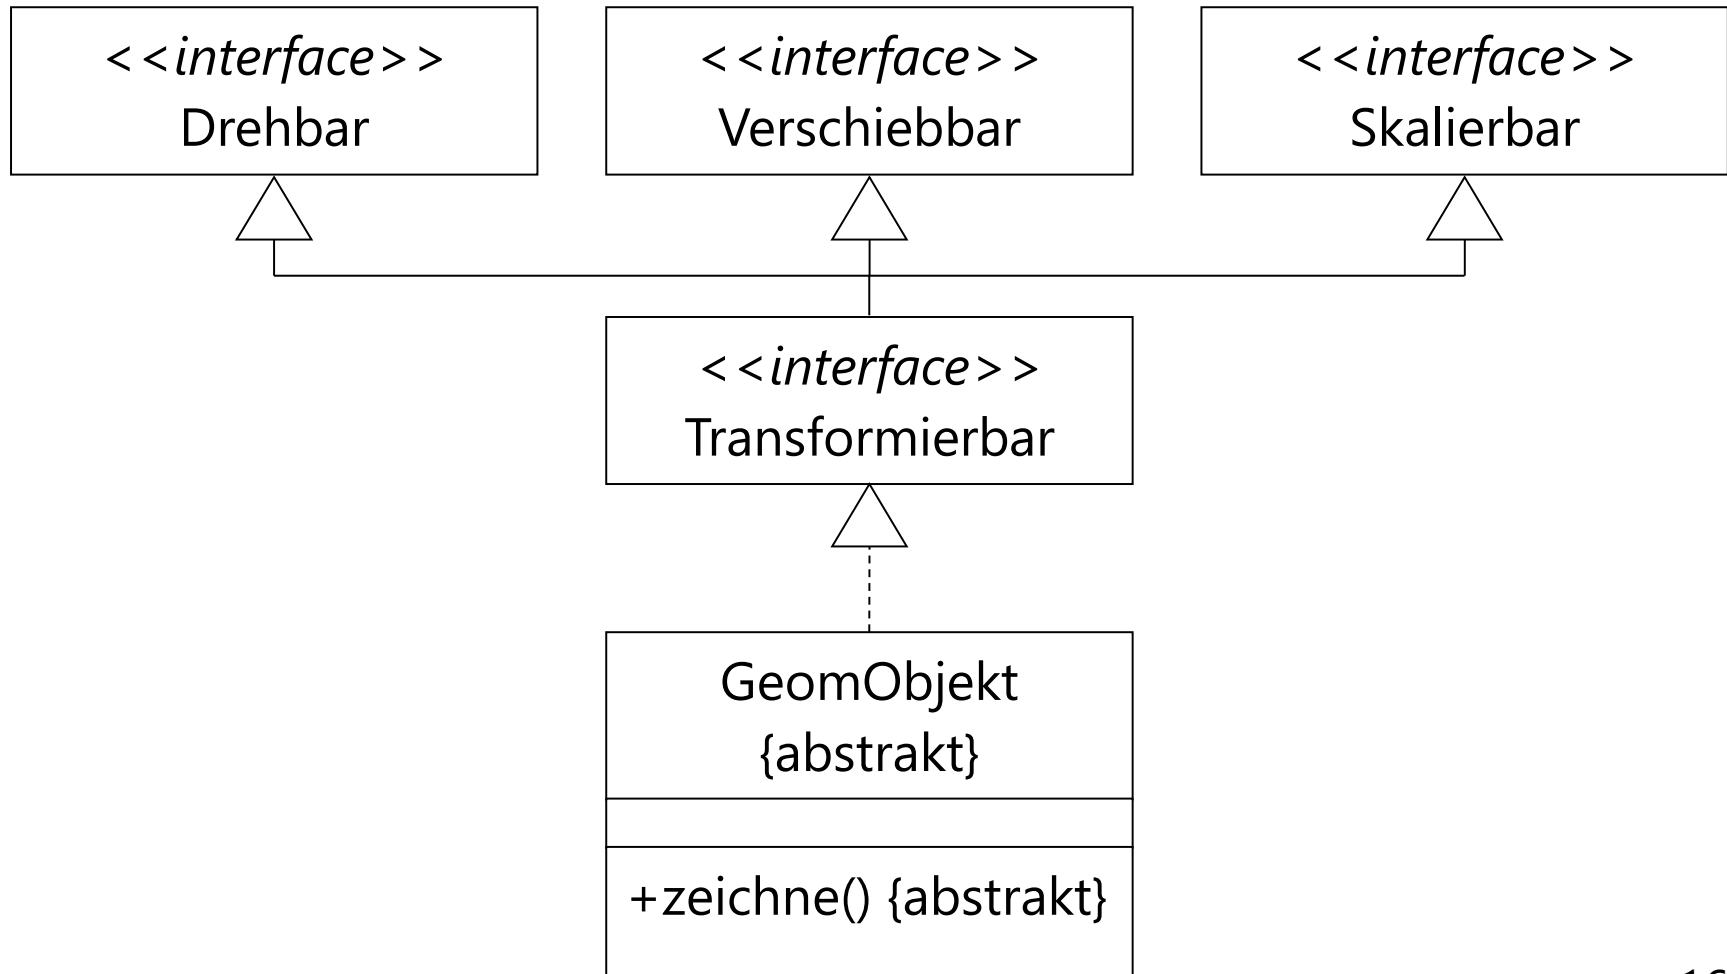 <<interface>>
Drehbar
<<interface>>
Verschiebbar
<<interface>>
Skalierbar
<<interface>>
Transformierbar
GeomObjekt
{abstrakt}
+zeichne() {abstrakt}